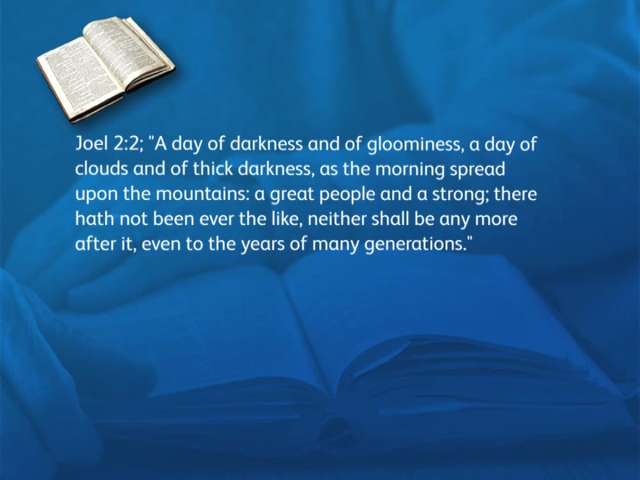 Joel 2:2; "A day of darkness and of gloominess, a day of
clouds and of thick darkness, as the morning spread
upon the mountains: a great people and a strong; there
hath not been ever the like, neither shall be any more
after it, even to the years of many generations."